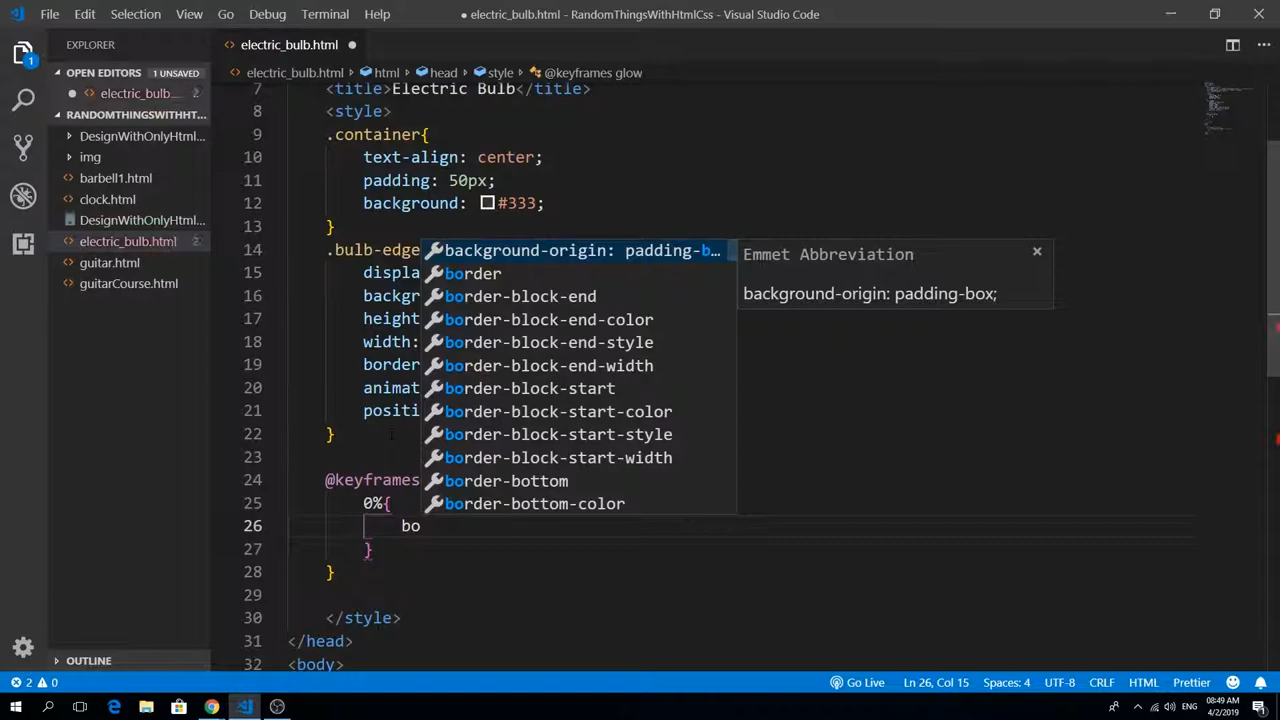 File Edit Selection View Go Debug Terminal Help ● electric_bulb.html - RandomThingsWithHtmlCss - Visual Studio Code
EXPLORER
electric_bulb.html
electric_bulb.html > html > head > style > @keyframes glow
OPEN EDITORS 1 UNSAVED
electric_bulb... 2
RANDOMTHINGSWITHHT...
DesignWithOnlyHtml...
img
barbell1.html
clock.html
DesignWithOnlyHtml...
electric_bulb.html 2
guitar.html
guitarCourse.html
OUTLINE
1
7 <title>Electric Bulb</title>
8 <style>
9 .container{
10 text-align: center;
11 padding: 50px;
12 background: #333;
13 }
14 .bulb-edge
15 displa
16 backgr
17 height
18 width:
19 border
20 animat
21 positi
22 }
23
24 @keyframes
25 0%{
26 bo
27 }
28 }
29
30 </style>
31 </head>
32 <body>
background-origin: padding-b...
border
border-block-end
border-block-end-color
border-block-end-style
border-block-end-width
border-block-start
border-block-start-color
border-block-start-style
border-block-start-width
border-bottom
border-bottom-color
Emmet Abbreviation
background-origin: padding-box;
2 0 Go Live Ln 26, Col 15 Spaces: 4 UTF-8 CRLF HTML Prettier
ENG 08:49 AM
4/2/2019
1